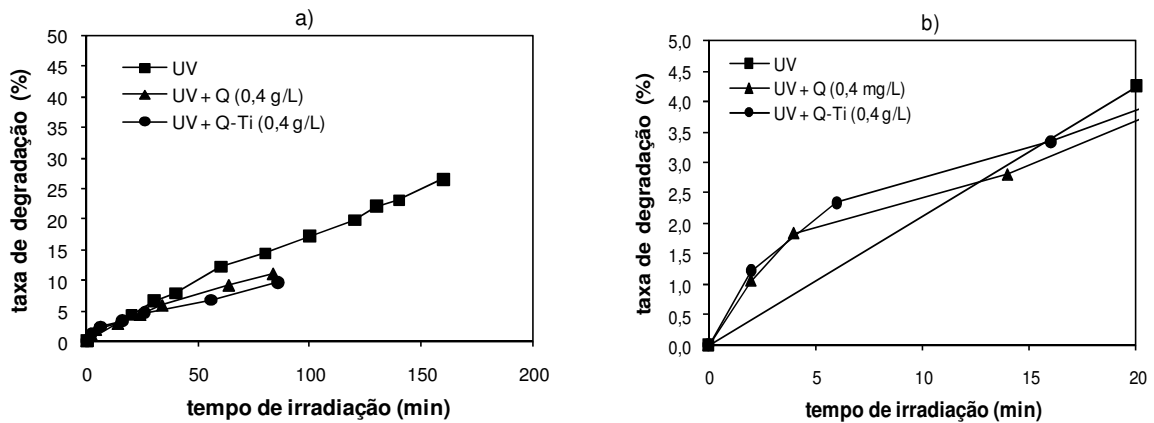 a)
taxa de degradação (%)
50
45
40
35
30
25
20
15
10
5
0
UV
UV + Q (0,4 g/L)
UV + Q-Ti (0,4 g/L)
0 50 100 150 200
tempo de irradiação (min)
b)
taxa de degradação (%)
5,0
4,5
4,0
3,5
3,0
2,5
2,0
1,5
1,0
0,5
0,0
UV
UV + Q (0,4 mg/L)
UV + Q-Ti (0,4 g/L)
0 5 10 15 20
tempo de irradiação (min)